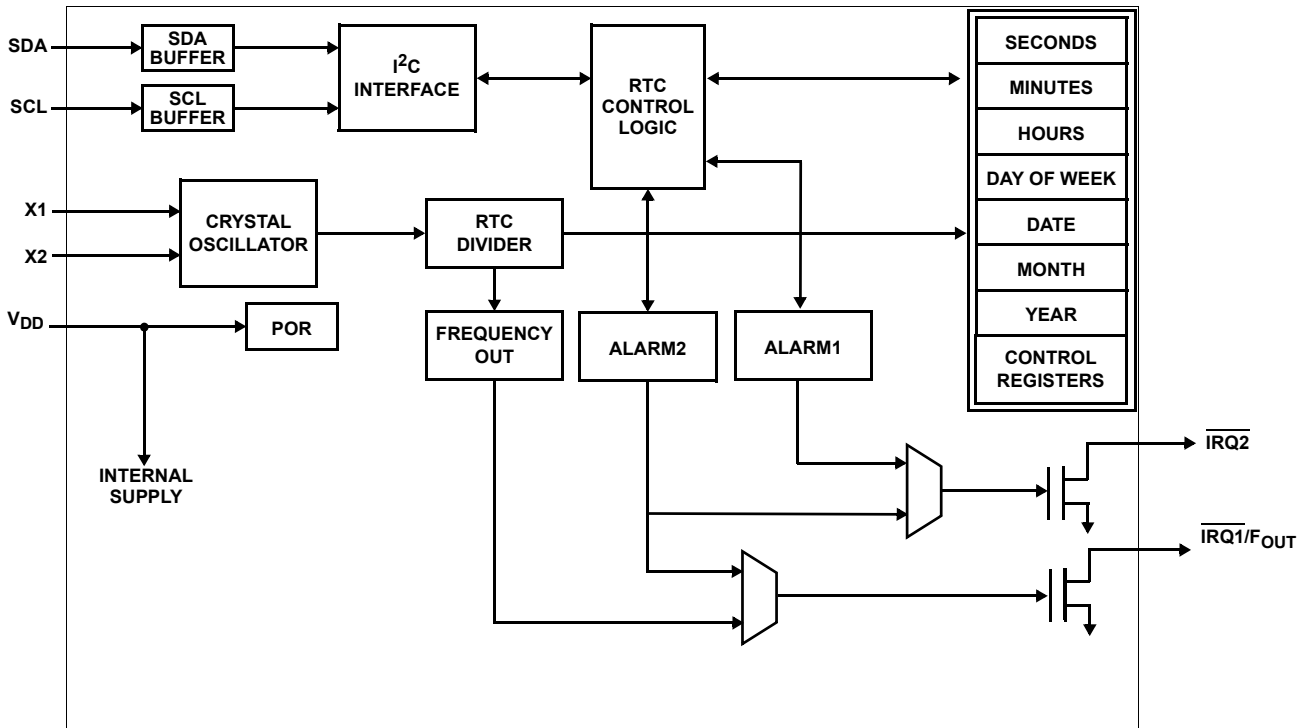 SDA
SDA
BUFFER
SCL
SCL
BUFFER
I²C
INTERFACE
RTC
CONTROL
LOGIC
SECONDS
MINUTES
HOURS
DAY OF WEEK
DATE
MONTH
YEAR
CONTROL
REGISTERS
X1
X2
CRYSTAL
OSCILLATOR
RTC
DIVIDER
VDD
POR
FREQUENCY
OUT
ALARM2
ALARM1
INTERNAL
SUPPLY
IRQ2
IRQ1/FOUT